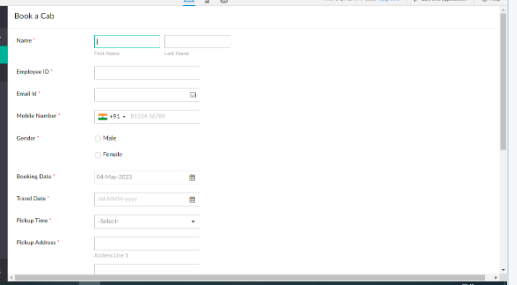 Book a Cab
Name *
First Name Last Name
Employee ID *
Email Id *
Mobile Number * +91 81234 56789
Gender * Male
Female
Booking Date * 04-May-2023
Travel Date * dd-MMM-yyyy
Pickup Time * -Select-
Pickup Address *
Address Line 1